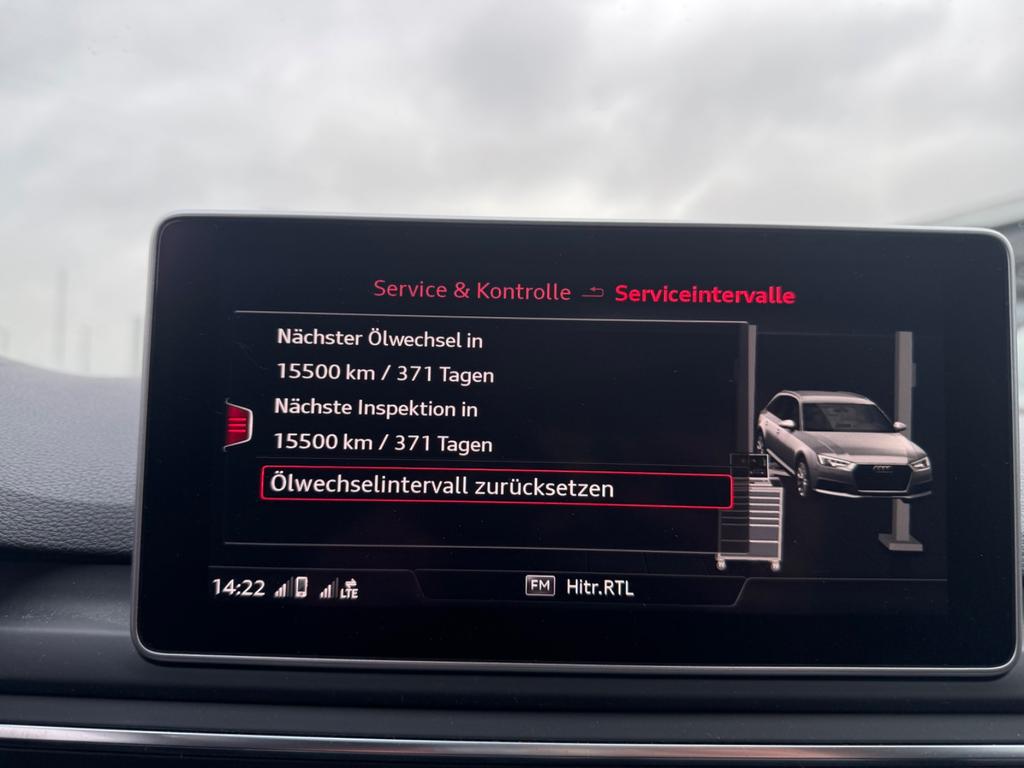 Service & Kontrolle Serviceintervalle
Nächster Ölwechsel in
15500 km / 371 Tagen
Nächste Inspektion in
15500 km / 371 Tagen
Ölwechselintervall zurücksetzen
14:22 LTE FM Hitr.RTL